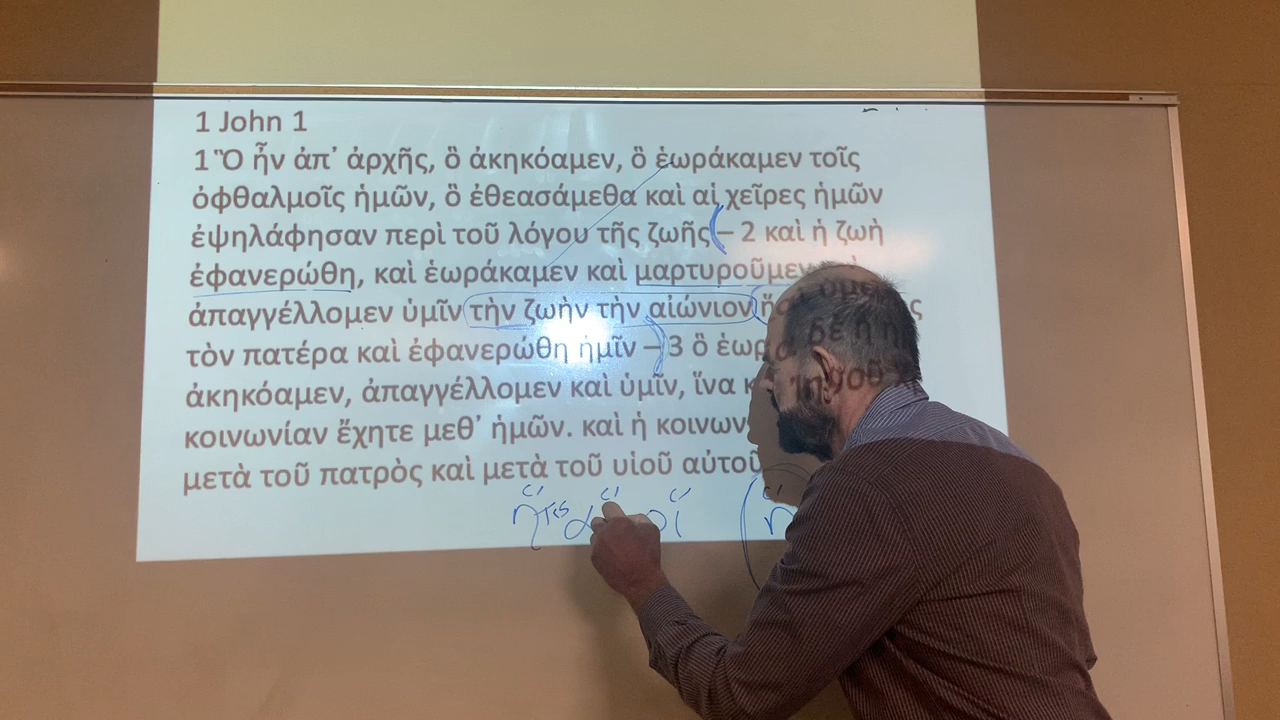 1 John 1
1 Ὃ ἦν ἀπ᾽ ἀρχῆς, ὃ ἀκηκόαμεν, ὃ ἑωράκαμεν τοῖς
ὀφθαλμοῖς ἡμῶν, ὃ ἐθεασάμεθα καὶ αἱ χεῖρες ἡμῶν
ἐψηλάφησαν περὶ τοῦ λόγου τῆς ζωῆς – 2 καὶ ἡ ζωὴ
ἐφανερώθη, καὶ ἑωράκαμεν καὶ μαρτυροῦμεν
ἀπαγγέλλομεν ὑμῖν τὴν ζωὴν τὴν αἰώνιον
τὸν πατέρα καὶ ἐφανερώθη ἡμῖν – 3 ὃ
ἀκηκόαμεν, ἀπαγγέλλομεν καὶ ὑμῖν, ἵνα
κοινωνίαν ἔχητε μεθ᾽ ἡμῶν. καὶ ἡ
μετὰ τοῦ πατρὸς καὶ μετὰ τοῦ υἱοῦ αὐτοῦ
ἥτις οἵ ἥ